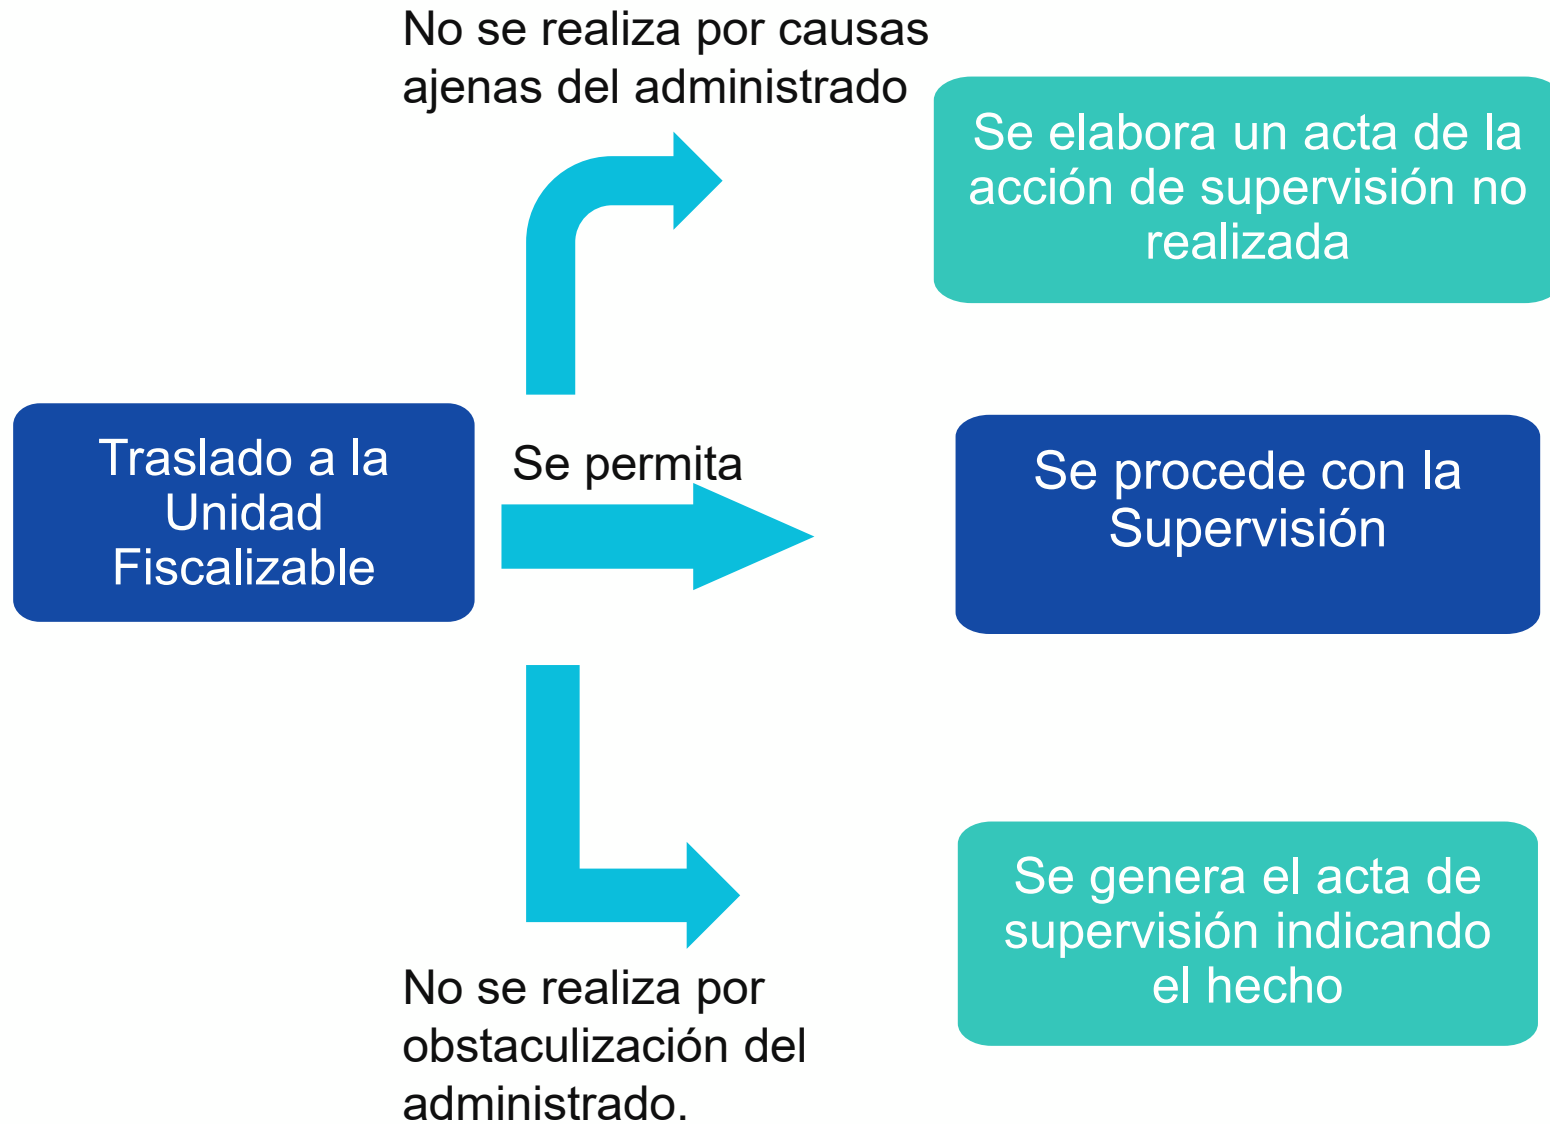 No se realiza por causas
ajenas del administrado
Se elabora un acta de la
acción de supervisión no
realizada
Traslado a la
Unidad
Fiscalizable
Se permita
Se procede con la
Supervisión
No se realiza por
obstaculización del
administrado.
Se genera el acta de
supervisión indicando
el hecho